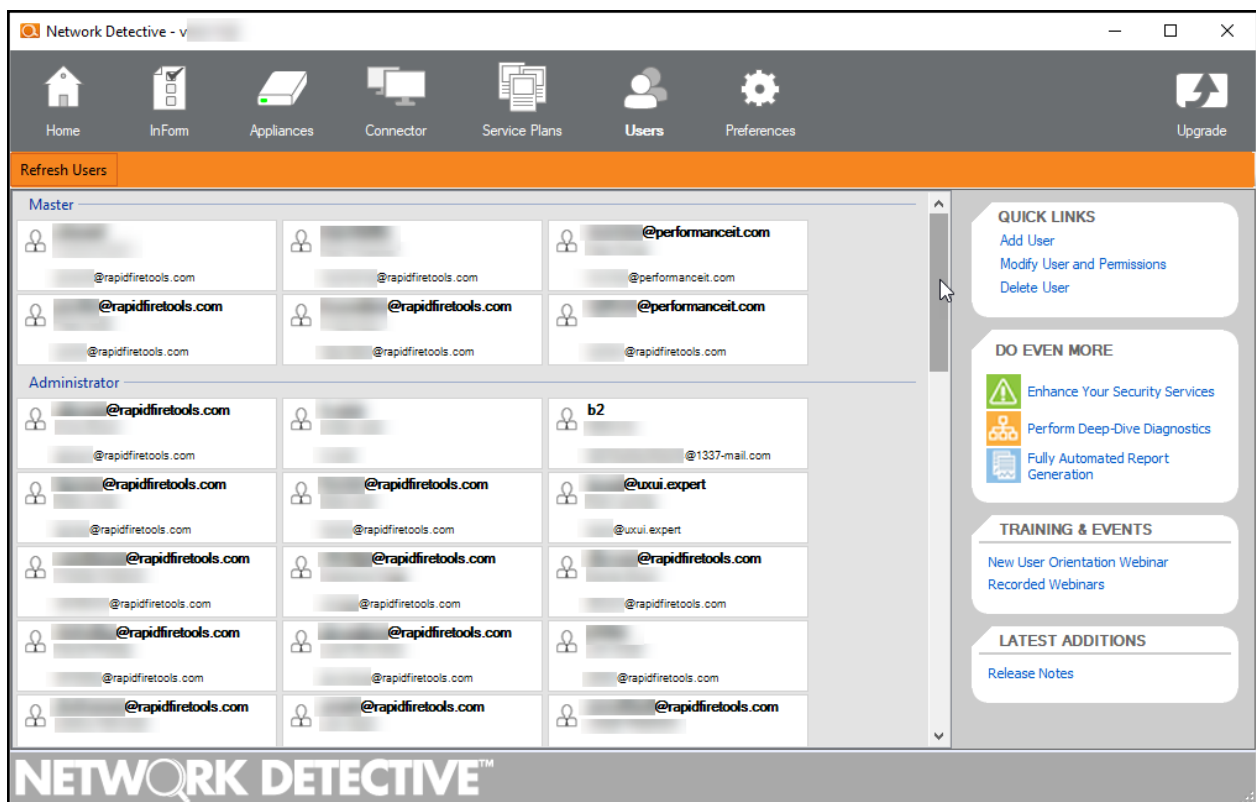 Network Detective - v
Home
InForm
Appliances
Connector
Service Plans
Users
Preferences
Upgrade
Refresh Users
Master
@rapidfiretools.com
@rapidfiretools.com
@performanceit.com
@performanceit.com
@rapidfiretools.com
@rapidfiretools.com
@performanceit.com
@rapidfiretools.com
@rapidfiretools.com
@rapidfiretools.com
Administrator
@rapidfiretools.com
b2
@rapidfiretools.com
@1337-mail.com
@rapidfiretools.com
@rapidfiretools.com
@uxui.expert
@rapidfiretools.com
@rapidfiretools.com
@uxui.expert
@rapidfiretools.com
@rapidfiretools.com
@rapidfiretools.com
@rapidfiretools.com
@rapidfiretools.com
@rapidfiretools.com
@rapidfiretools.com
@rapidfiretools.com
@rapidfiretools.com
@rapidfiretools.com
@rapidfiretools.com
@rapidfiretools.com
@rapidfiretools.com
@rapidfiretools.com
QUICK LINKS
Add User
Modify User and Permissions
Delete User
DO EVEN MORE
Enhance Your Security Services
Perform Deep-Dive Diagnostics
Fully Automated Report
Generation
TRAINING & EVENTS
New User Orientation Webinar
Recorded Webinars
LATEST ADDITIONS
Release Notes
NETWORK DETECTIVE™